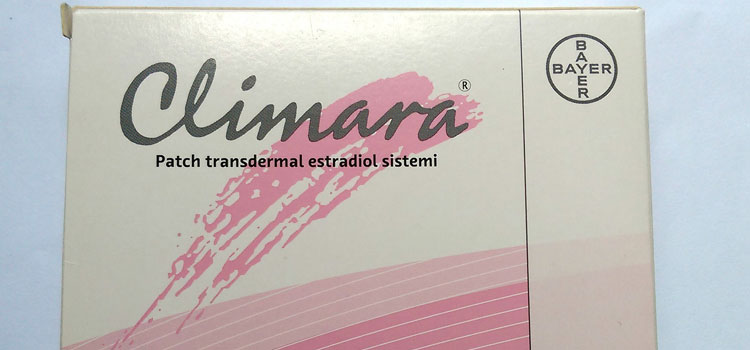 Climara®
Patch transdermal estradiol sistemi
BAYER
BAYER